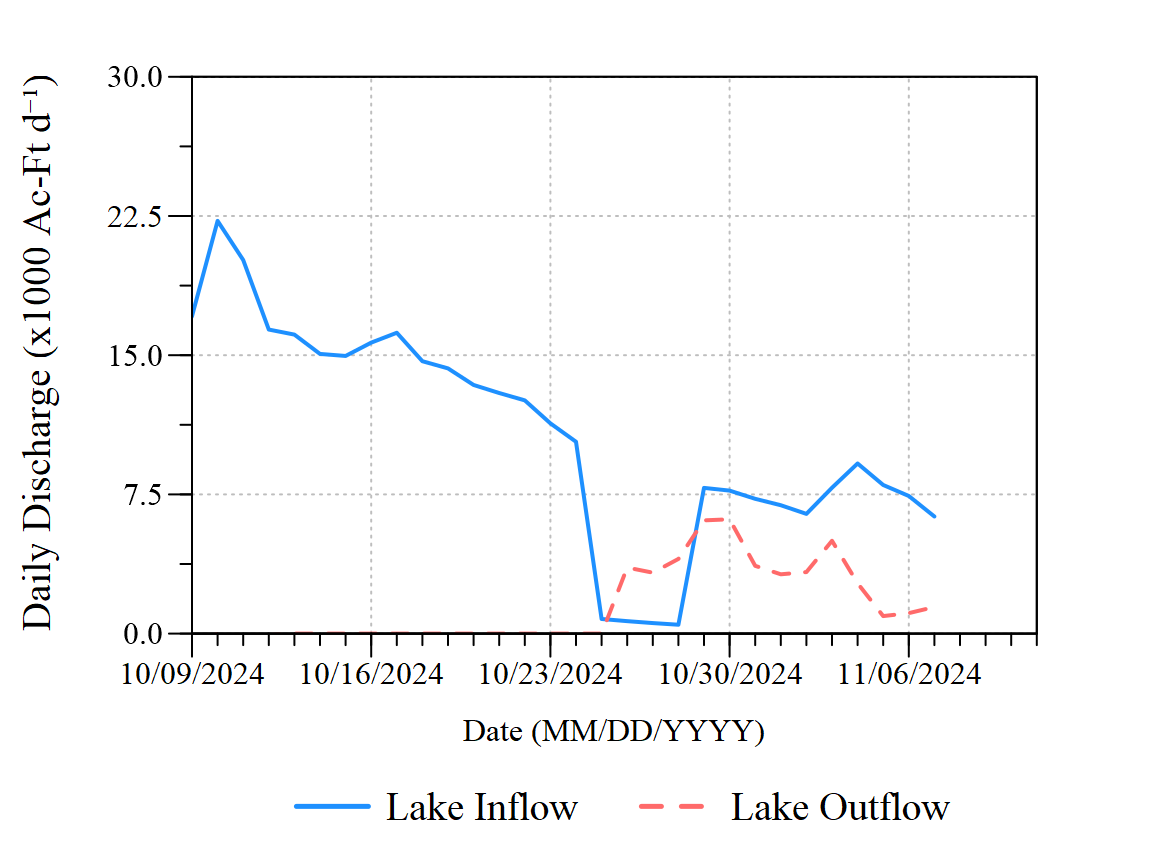 Daily Discharge (x1000 Ac-Ft d⁻¹)
30.0
22.5
15.0
7.5
0.0
10/09/2024 10/16/2024 10/23/2024 10/30/2024 11/06/2024
Date (MM/DD/YYYY)
Lake Inflow Lake Outflow